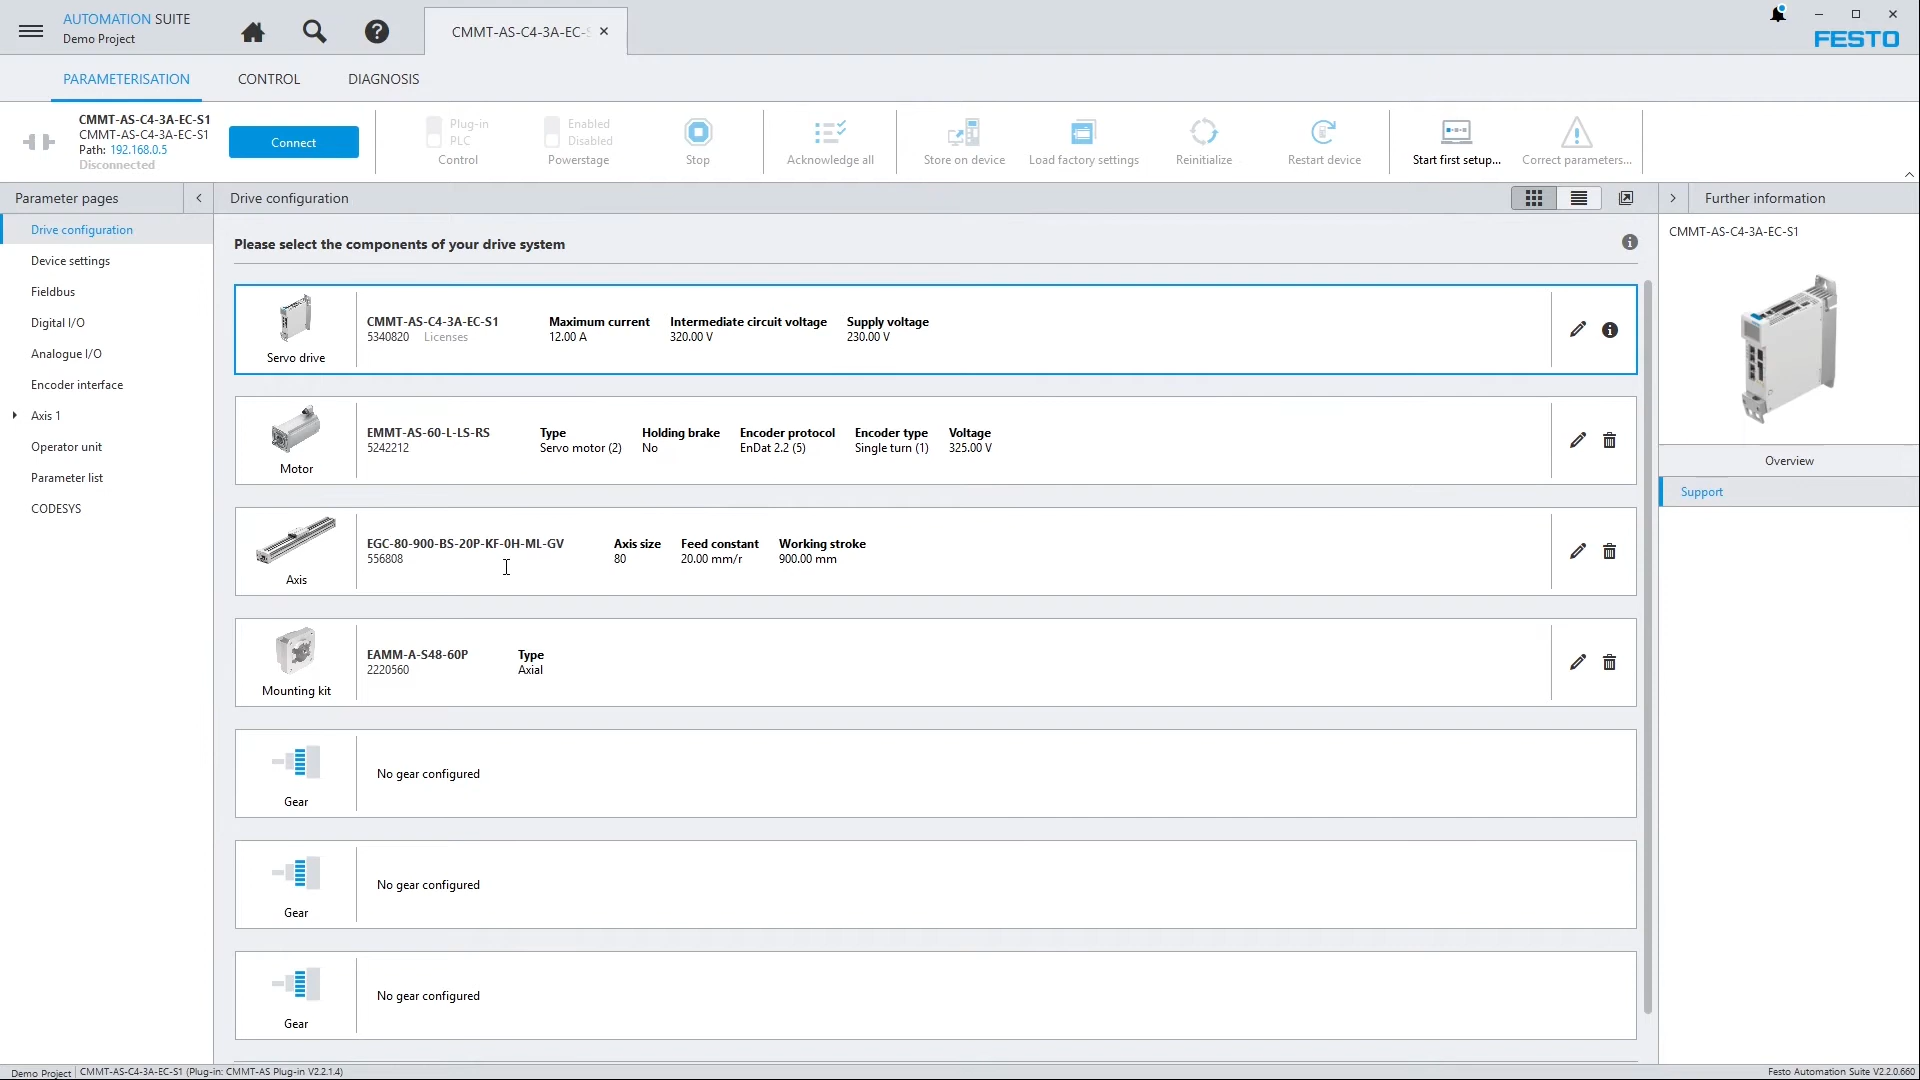 AUTOMATION SUITE
Demo Project
CMMT-AS-C4-3A-EC-S
FESTO
PARAMETERISATION
CONTROL
DIAGNOSIS
CMMT-AS-C4-3A-EC-S1
CMMT-AS-C4-3A-EC-S1
Path: 192.168.0.5
Disconnected
Connect
Plug-in
PLC
Control
Enabled
Disabled
Powerstage
Stop
Acknowledge all
Store on device
Load factory settings
Reinitialize
Restart device
Start first setup...
Correct parameters...
Parameter pages
Drive configuration
Device settings
Fieldbus
Digital I/O
Analogue I/O
Encoder interface
Axis 1
Operator unit
Parameter list
CODESYS
Drive configuration
Please select the components of your drive system
Servo drive
CMMT-AS-C4-3A-EC-S1
5340820 Licenses
Maximum current
12.00 A
Intermediate circuit voltage
320.00 V
Supply voltage
230.00 V
Motor
EMMT-AS-60-L-LS-RS
5242212
Type
Servo motor (2)
Holding brake
No
Encoder protocol
EnDat 2.2 (5)
Encoder type
Single turn (1)
Voltage
325.00 V
Axis
EGC-80-900-BS-20P-KF-0H-ML-GV
556808
Axis size
80
Feed constant
20.00 mm/r
Working stroke
900.00 mm
Mounting kit
EAMM-A-S48-60P
2220560
Type
Axial
Gear
No gear configured
Gear
No gear configured
Gear
No gear configured
Further information
CMMT-AS-C4-3A-EC-S1
Overview
Support
Demo Project CMMT-AS-C4-3A-EC-S1 (Plug-in: CMMT-AS Plug-in V2.2.1.4)
Festo Automation Suite V2.2.0.660